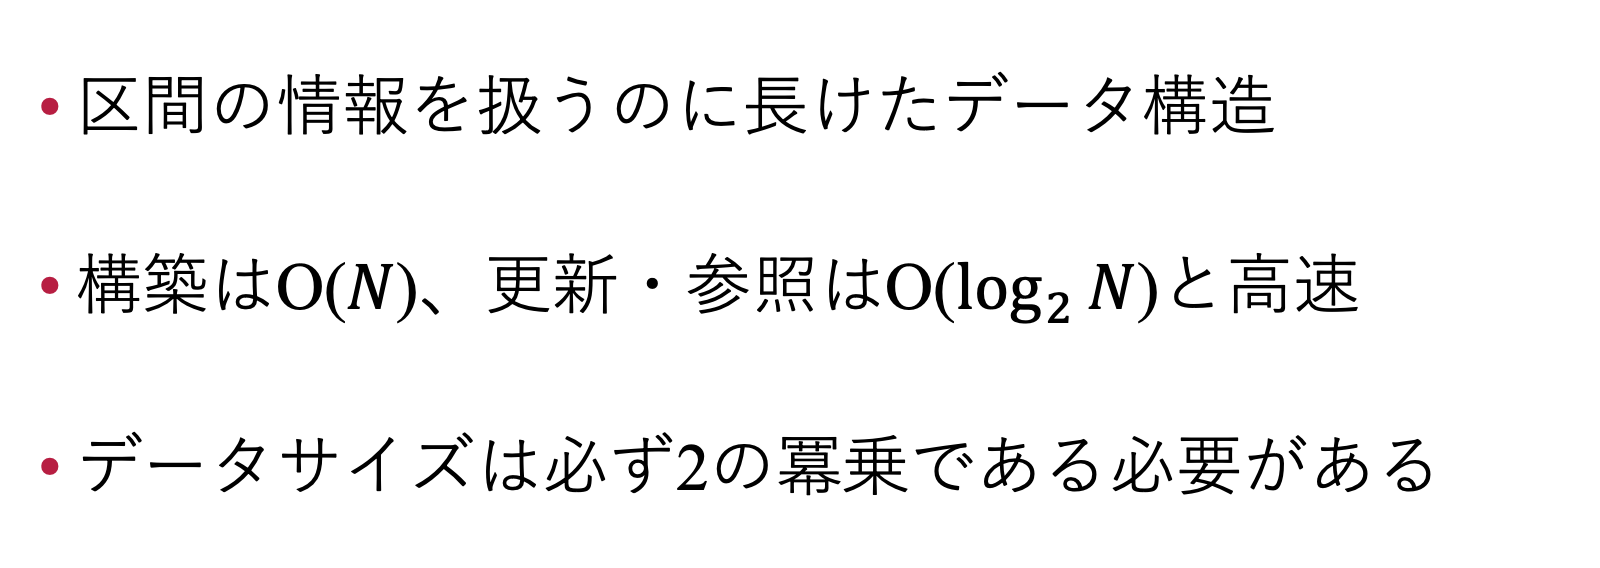 • 区間の情報を扱うのに長けたデータ構造
• 構築はO(N)、更新・参照はO(log₂ N)と高速
• データサイズは必ず2の冪乗である必要がある